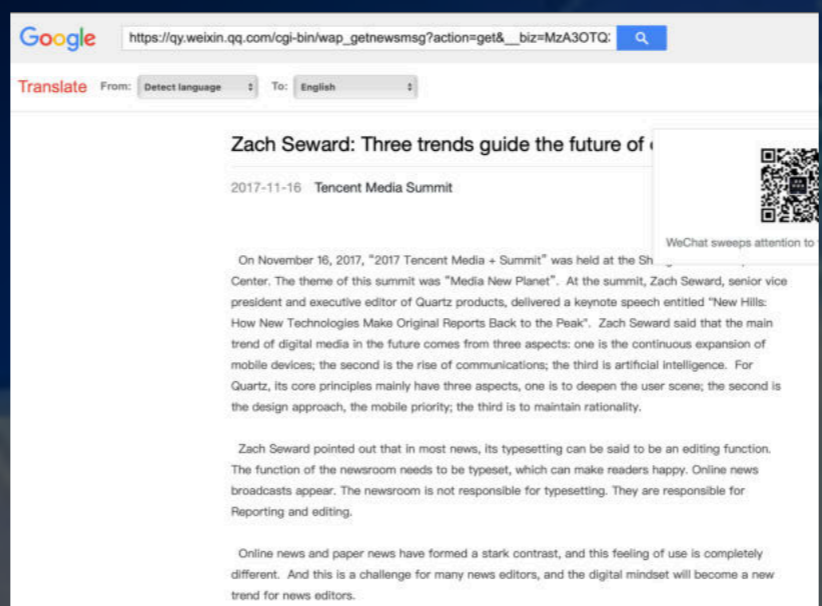 Google https://qy.weixin.qq.com/cgi-bin/wap_getnewsmsg?action=get&__biz=MzA3OTQ:
Translate From: Detect language To: English
Zach Seward: Three trends guide the future of
2017-11-16 Tencent Media Summit
WeChat sweeps attention to
On November 16, 2017, "2017 Tencent Media + Summit" was held at the
Center. The theme of this summit was "Media New Planet". At the summit, Zach Seward, senior vice
president and executive editor of Quartz products, delivered a keynote speech entitled "New Hills:
How New Technologies Make Original Reports Back to the Peak". Zach Seward said that the main
trend of digital media in the future comes from three aspects: one is the continuous expansion of
mobile devices; the second is the rise of communications; the third is artificial intelligence. For
Quartz, its core principles mainly have three aspects, one is to deepen the user scene; the second is
the design approach, the mobile priority; the third is to maintain rationality.
Zach Seward pointed out that in most news, its typesetting can be said to be an editing function.
The function of the newsroom needs to be typeset, which can make readers happy. Online news
broadcasts appear. The newsroom is not responsible for typesetting. They are responsible for
Reporting and editing.
Online news and paper news have formed a stark contrast, and this feeling of use is completely
different. And this is a challenge for many news editors, and the digital mindset will become a new
trend for news editors.